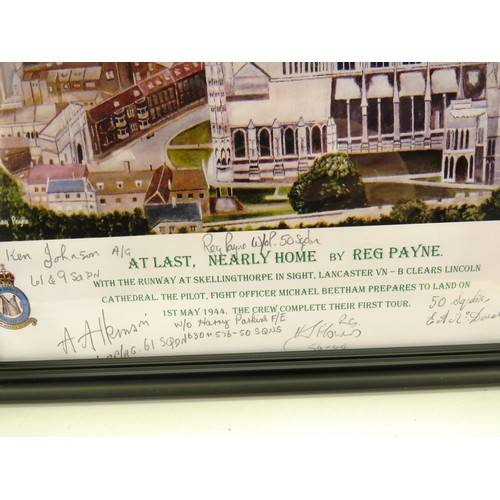 Reg Payne
Ken Johnson A/G
61 & 9 Sqdn
Reg Payne W/OP. 50 Sqdn
AT LAST, NEARLY HOME BY REG PAYNE.
WITH THE RUNWAY AT SKELLINGTHORPE IN SIGHT, LANCASTER VN - B CLEARS LINCOLN
CATHEDRAL. THE PILOT, FIGHT OFFICER MICHAEL BEETHAM PREPARES TO LAND ON
1ST MAY 1944. THE CREW COMPLETE THEIR FIRST TOUR.
61 SQDN
W/O Harry Parkins F/E
630 + 576 - 50 SQNS
50 Sqdn